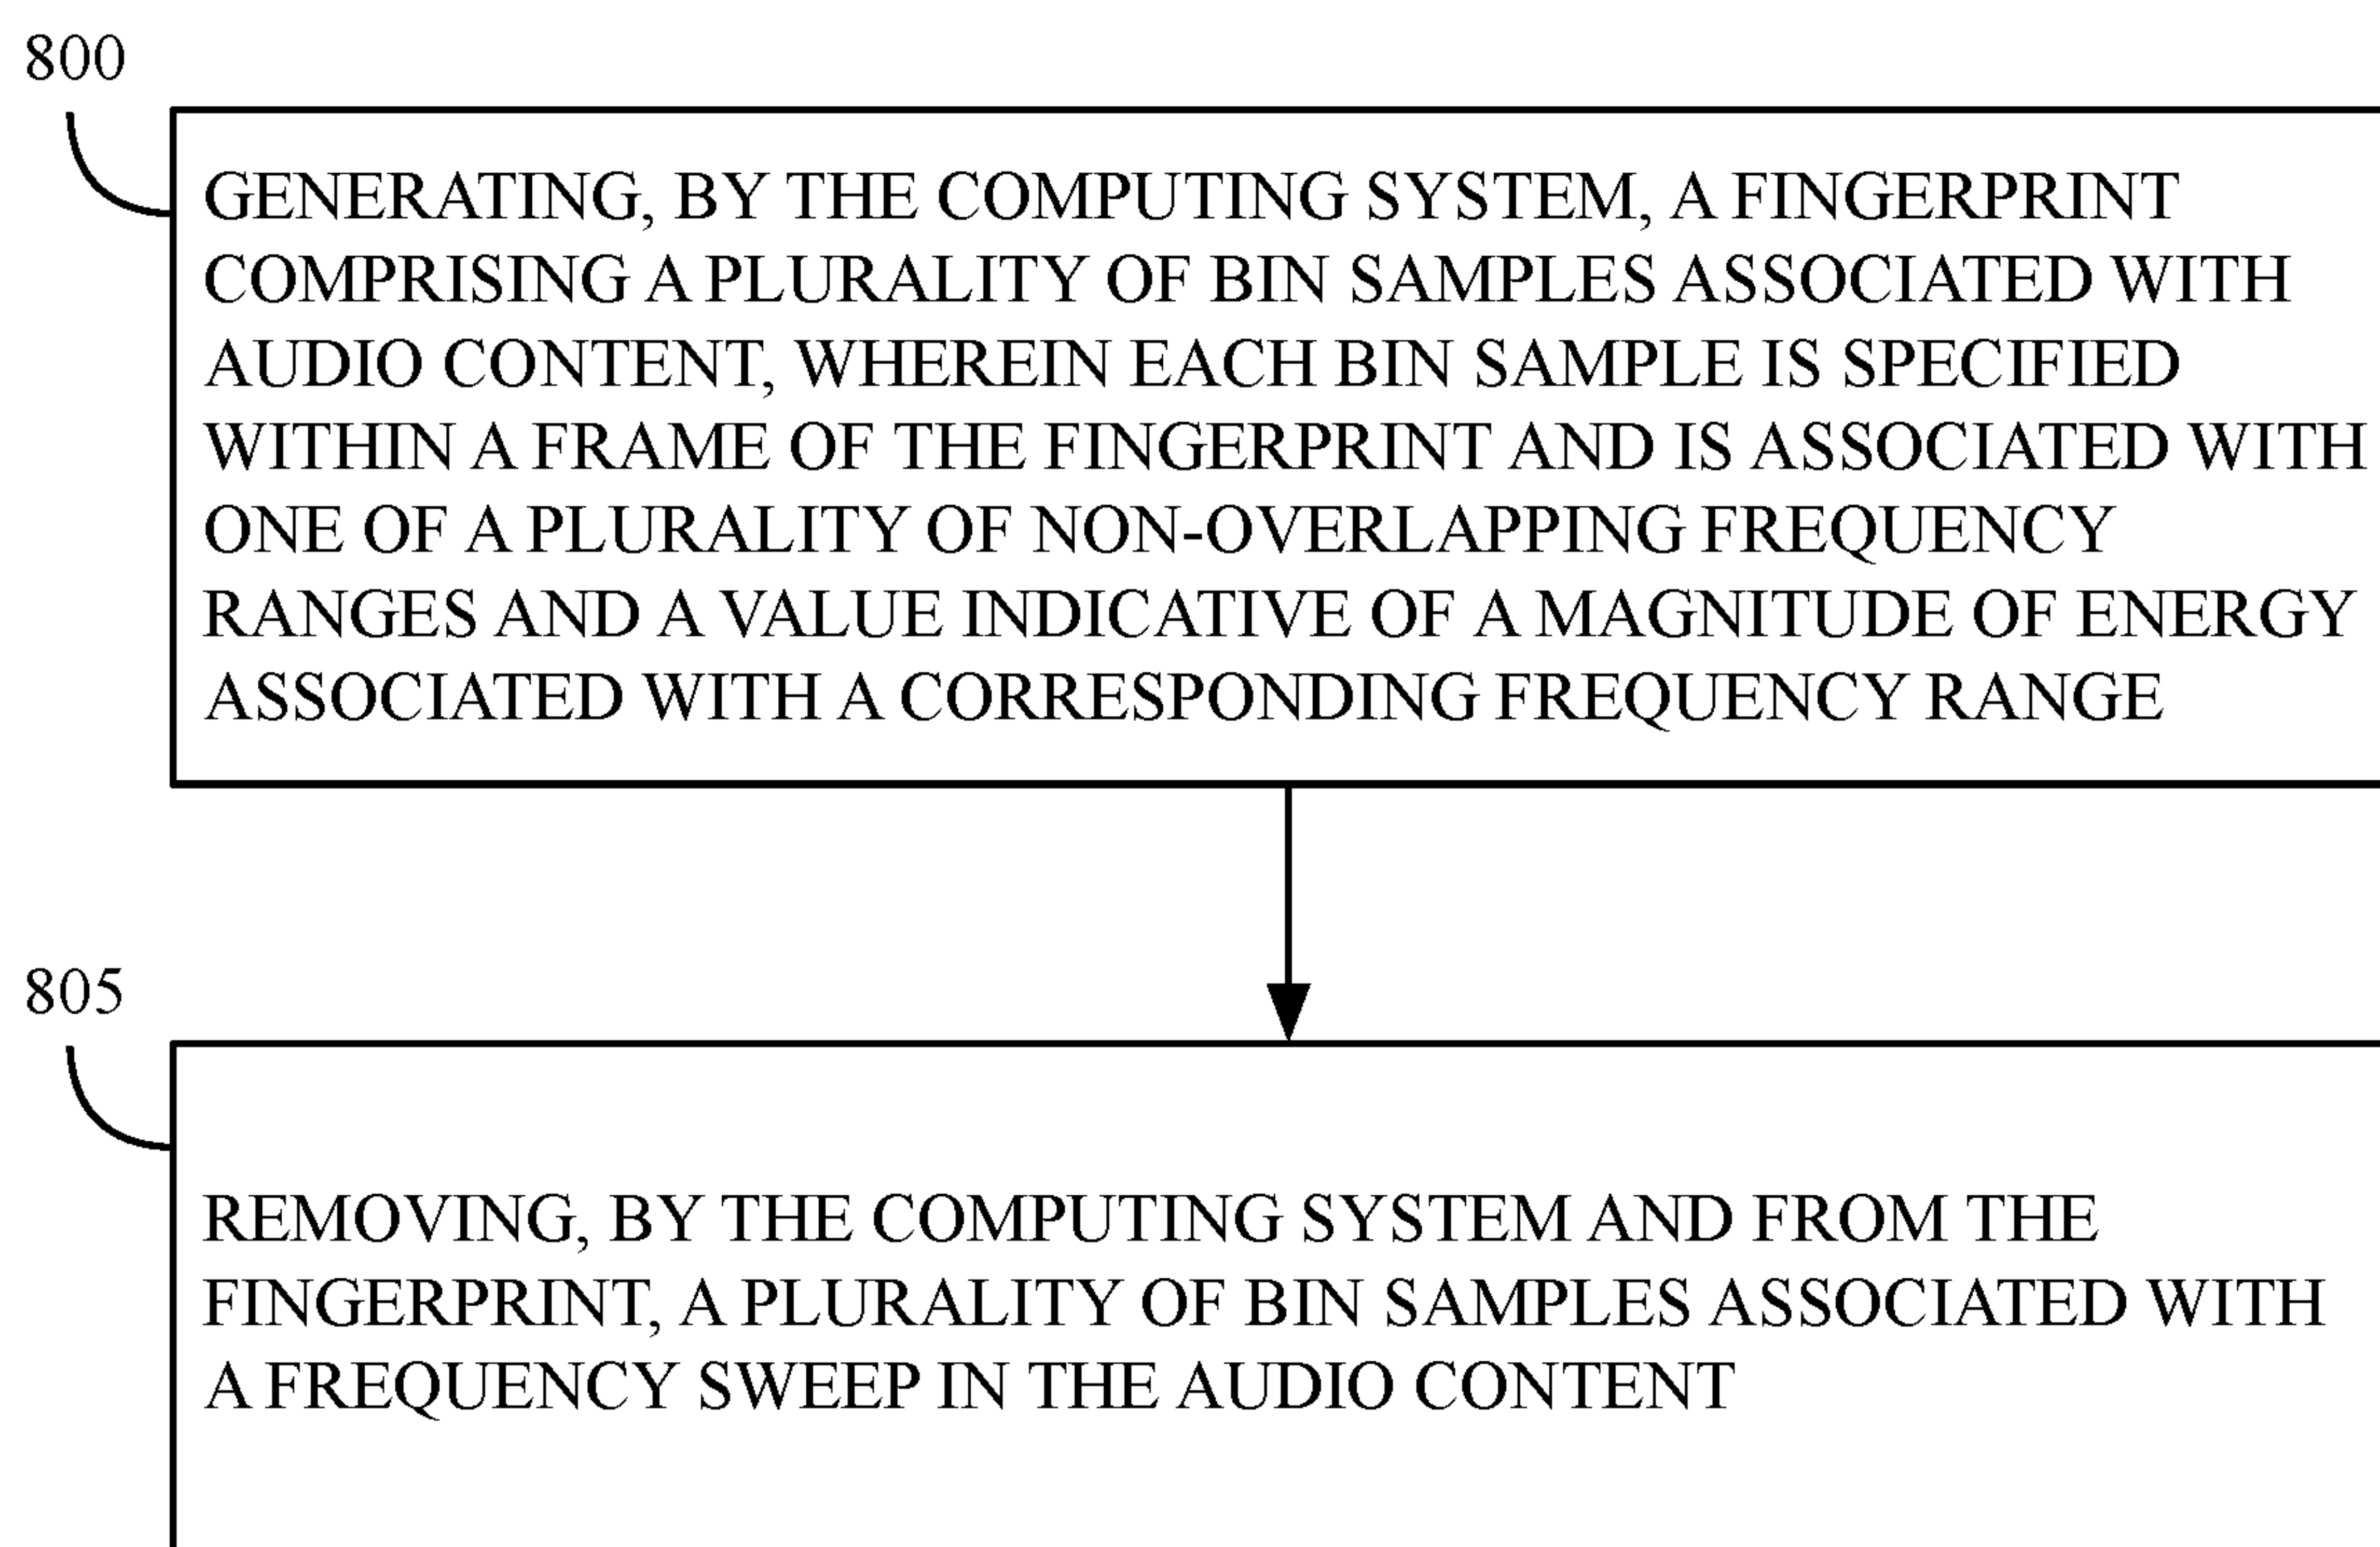 800
GENERATING, BY THE COMPUTING SYSTEM, A FINGERPRINT
COMPRISING A PLURALITY OF BIN SAMPLES ASSOCIATED WITH
AUDIO CONTENT, WHEREIN EACH BIN SAMPLE IS SPECIFIED
WITHIN A FRAME OF THE FINGERPRINT AND IS ASSOCIATED WITH
ONE OF A PLURALITY OF NON-OVERLAPPING FREQUENCY
RANGES AND A VALUE INDICATIVE OF A MAGNITUDE OF ENERGY
ASSOCIATED WITH A CORRESPONDING FREQUENCY RANGE
805
REMOVING, BY THE COMPUTING SYSTEM AND FROM THE
FINGERPRINT, A PLURALITY OF BIN SAMPLES ASSOCIATED WITH
A FREQUENCY SWEEP IN THE AUDIO CONTENT